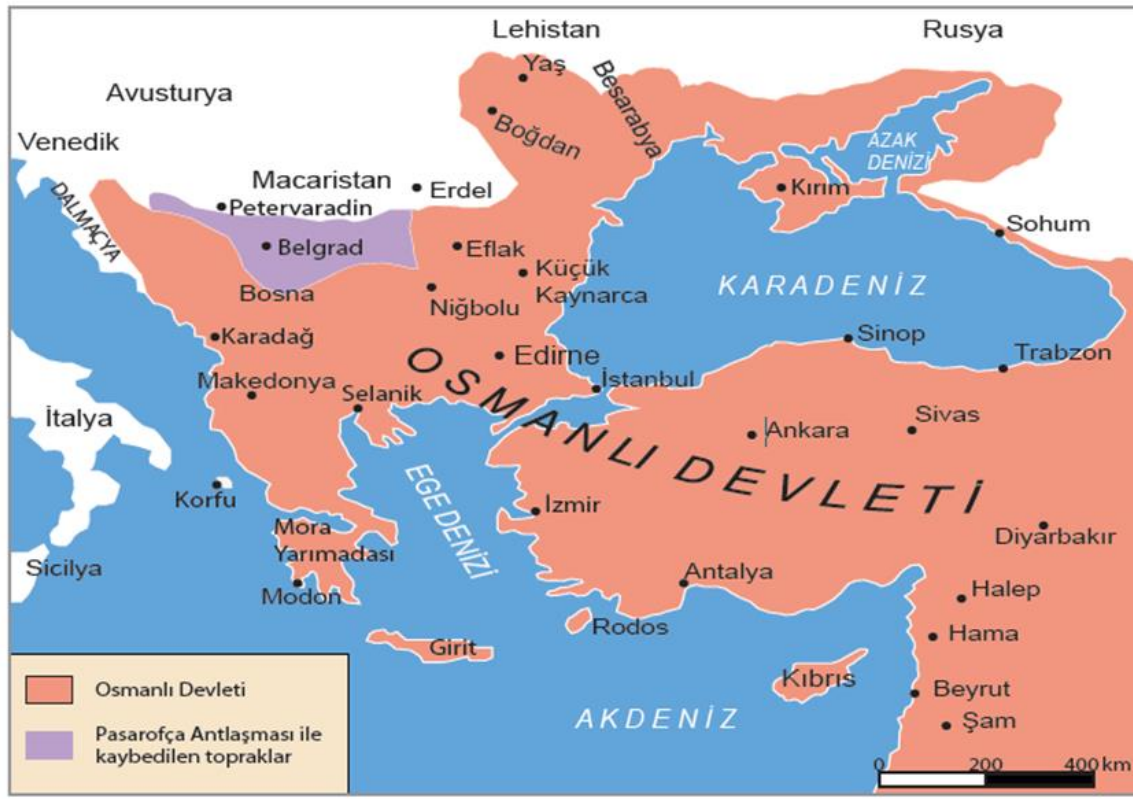 Lehistan
Rusya
Yaş
Avusturya
Besarabya
Boğdan
AZAK
DENİZİ
Venedik
Macaristan
Erdel
Kırım
DALMAÇYA
Petervaradin
Sohum
Belgrad
Eflak
Küçük
Kaynarca
KARADENİZ
Bosna
Niğbolu
Karadağ
Sinop
Edirne
Trabzon
İstanbul
Makedonya
Selanik
OSMANLI DEVLETİ
İtalya
Sivas
Ankara
EGE DENİZİ
Korfu
İzmir
Mora
Yarımadası
Diyarbakır
Sicilya
Modon
Antalya
Halep
Rodos
Hama
Girit
Kıbrıs
Beyrut
Osmanlı Devleti
AKDENİZ
Şam
Pasarofça Antlaşması ile
kaybedilen topraklar
0 200 400 km